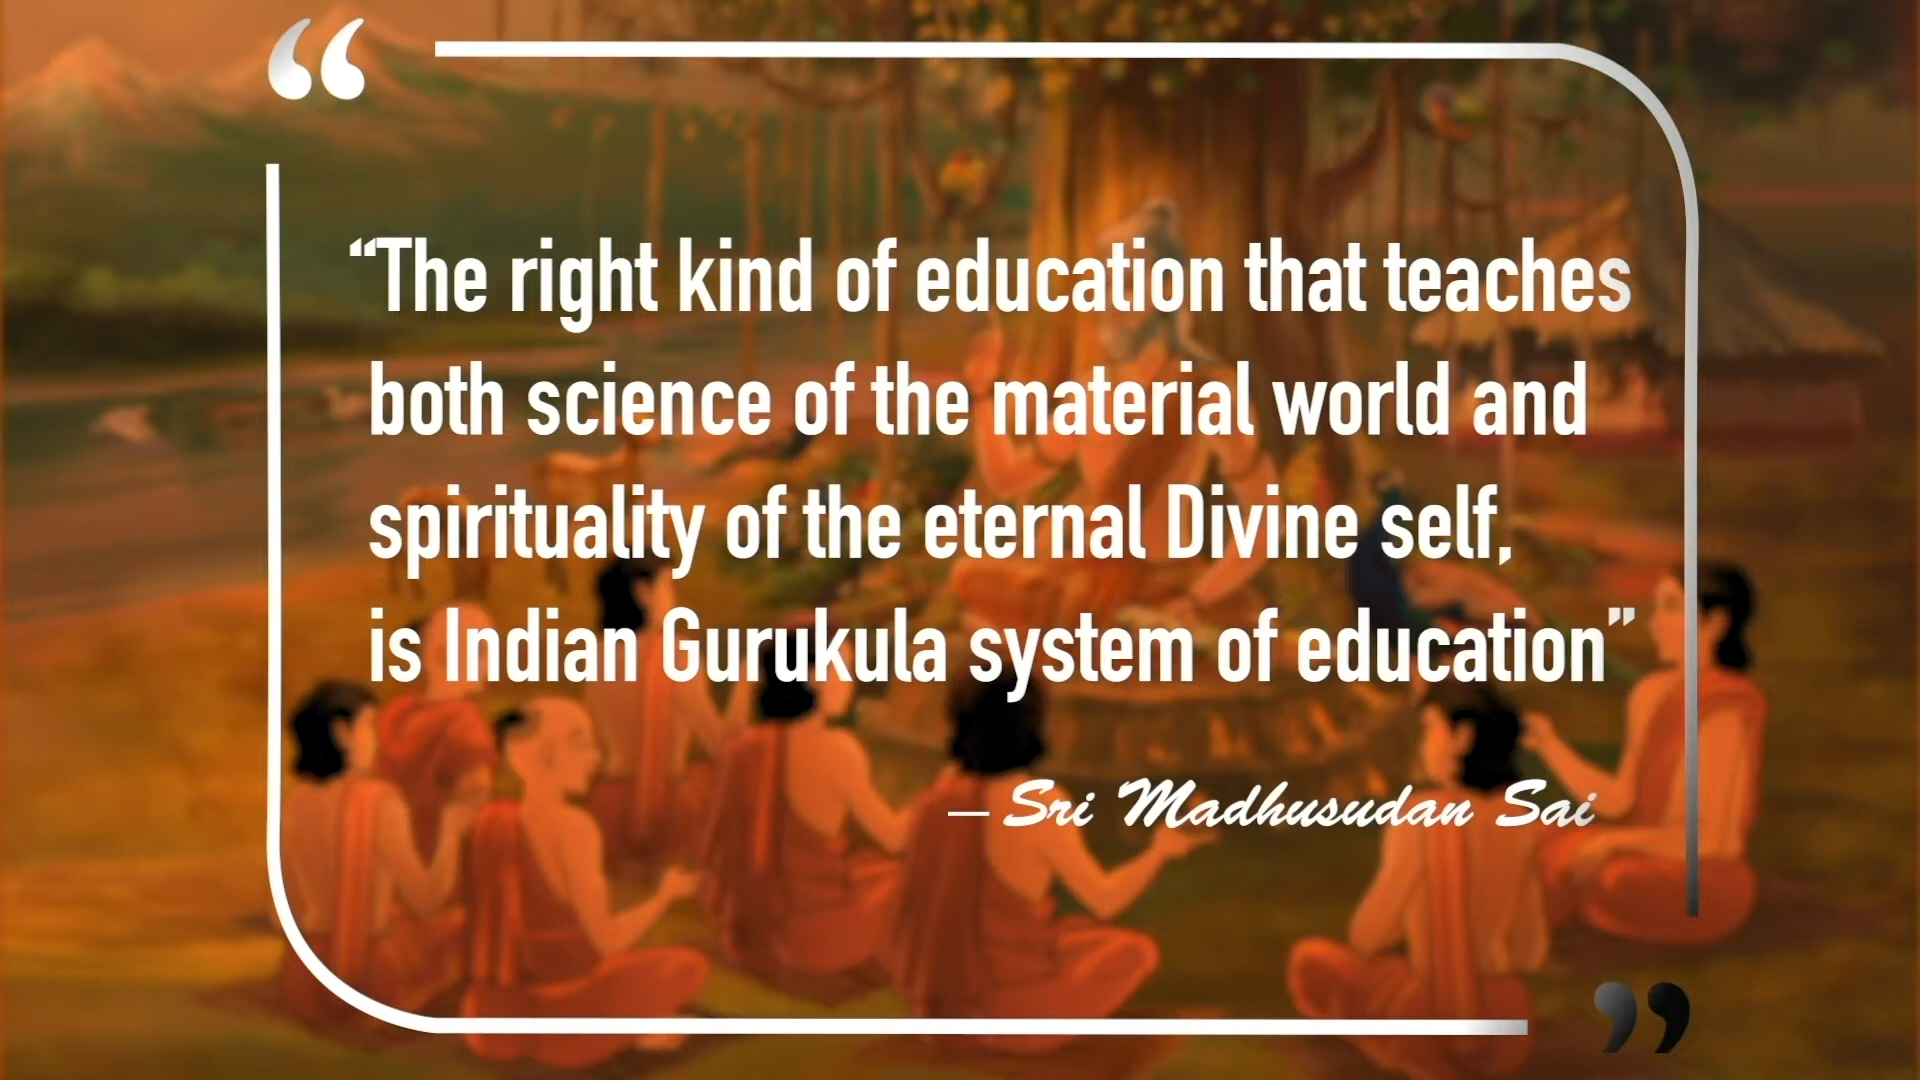 “The right kind of education that teaches
both science of the material world and
spirituality of the eternal Divine self,
is Indian Gurukula system of education”
— Sri Madhusudan Sai